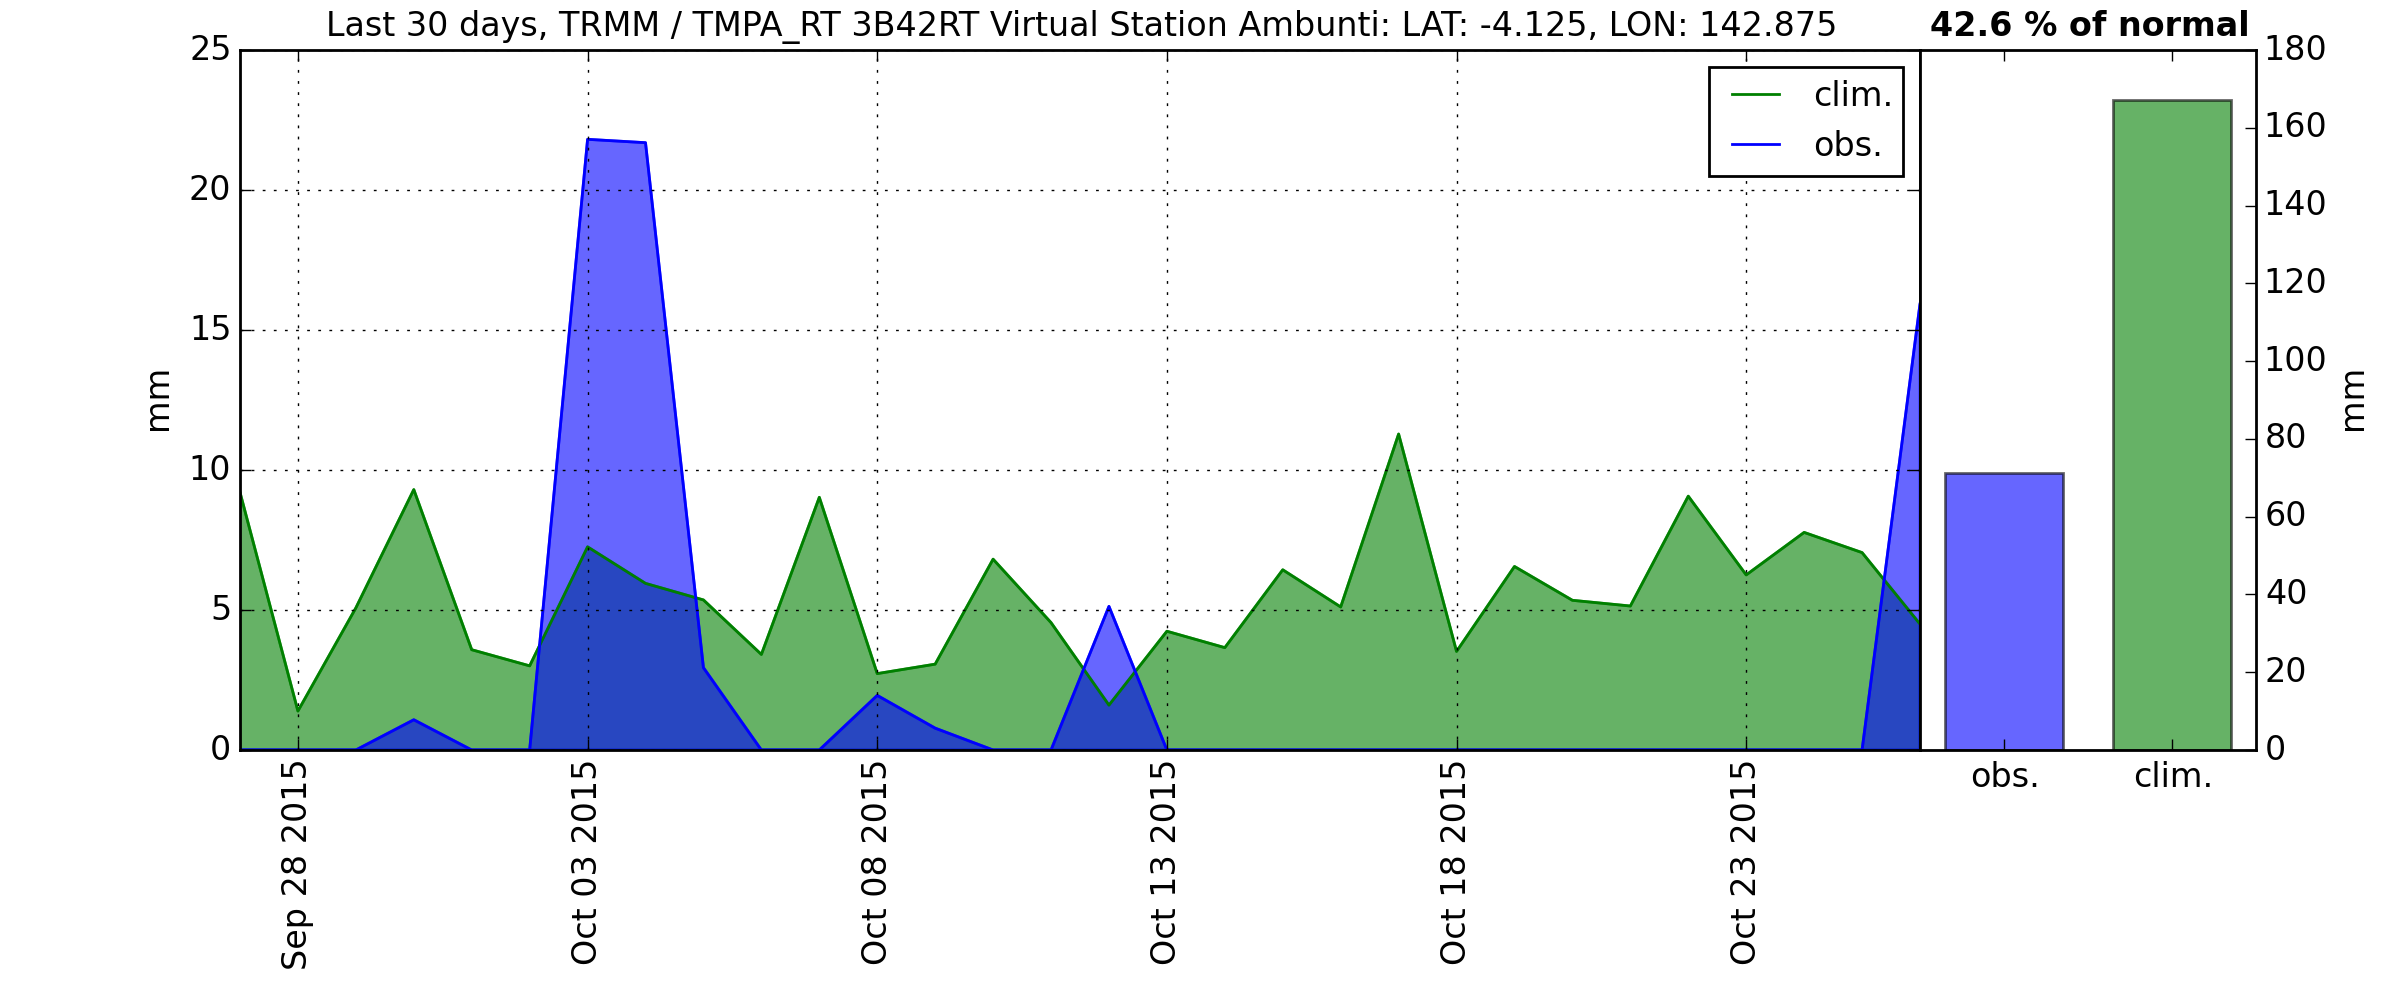 Last 30 days, TRMM / TMPA_RT 3B42RT Virtual Station Ambunti: LAT: -4.125, LON: 142.875
42.6 % of normal
25
20
15
10
5
0
mm
clim.
obs.
Sep 28 2015
Oct 03 2015
Oct 08 2015
Oct 13 2015
Oct 18 2015
Oct 23 2015
180
160
140
120
100
80
60
40
20
0
mm
obs.
clim.